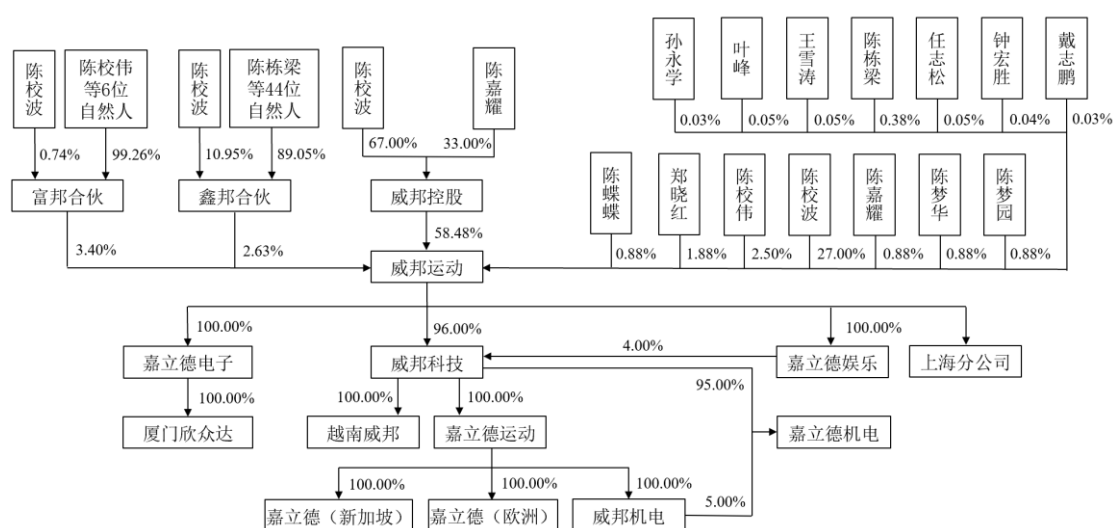 孙永学
叶峰
王雪涛
陈栋梁
任志松
钟宏胜
戴志鹏
陈校波
陈校伟
等6位
自然人
陈校波
陈栋梁
等44位
自然人
陈校波
陈嘉耀
0.03%
0.05%
0.05%
0.38%
0.05%
0.04%
0.03%
0.74%
99.26%
10.95%
89.05%
67.00%
33.00%
富邦合伙
鑫邦合伙
威邦控股
陈蝶蝶
郑晓红
陈校伟
陈校波
陈嘉耀
陈梦华
陈梦园
3.40%
2.63%
58.48%
0.88%
1.88%
2.50%
27.00%
0.88%
0.88%
0.88%
威邦运动
100.00%
96.00%
100.00%
嘉立德电子
威邦科技
4.00%
嘉立德娱乐
上海分公司
100.00%
100.00%
100.00%
95.00%
厦门欣众达
越南威邦
嘉立德运动
嘉立德机电
100.00%
100.00%
100.00%
5.00%
嘉立德（新加坡）
嘉立德（欧洲）
威邦机电